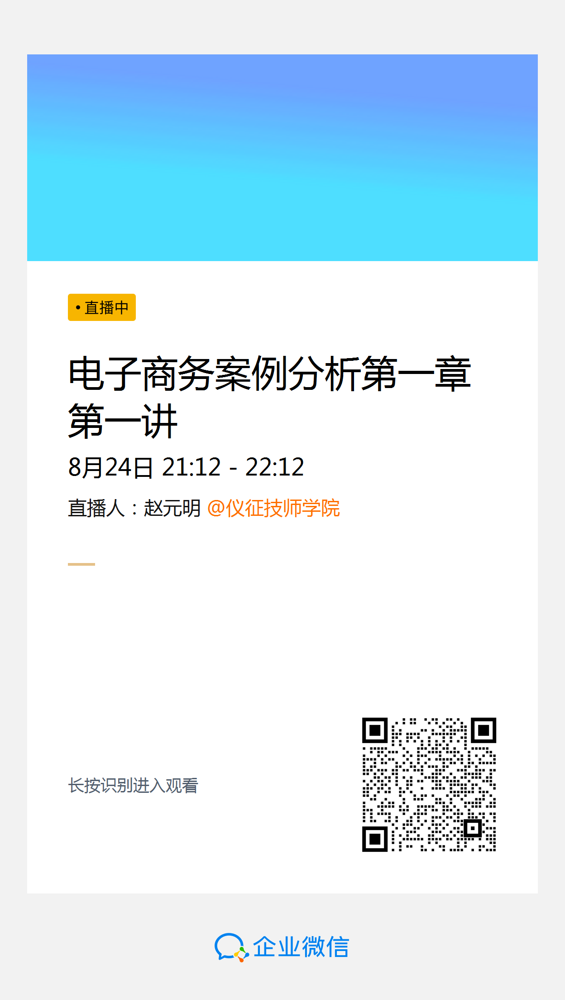 • 直播中
电子商务案例分析第一章
第一讲
8月24日 21:12 - 22:12
直播人：赵元明 @仪征技师学院
长按识别进入观看
企业微信